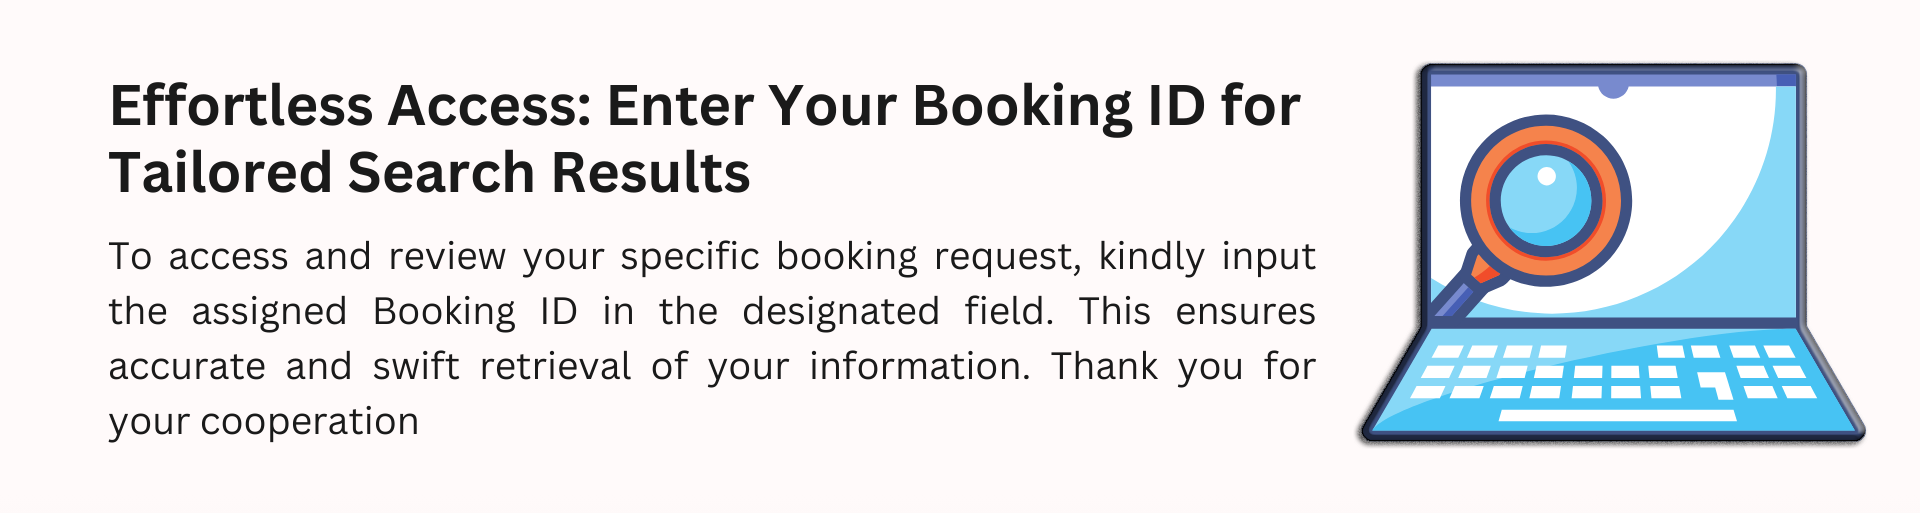 Effortless Access: Enter Your Booking ID for
Tailored Search Results
To access and review your specific booking request, kindly input
the assigned Booking ID in the designated field. This ensures
accurate and swift retrieval of your information. Thank you for
your cooperation